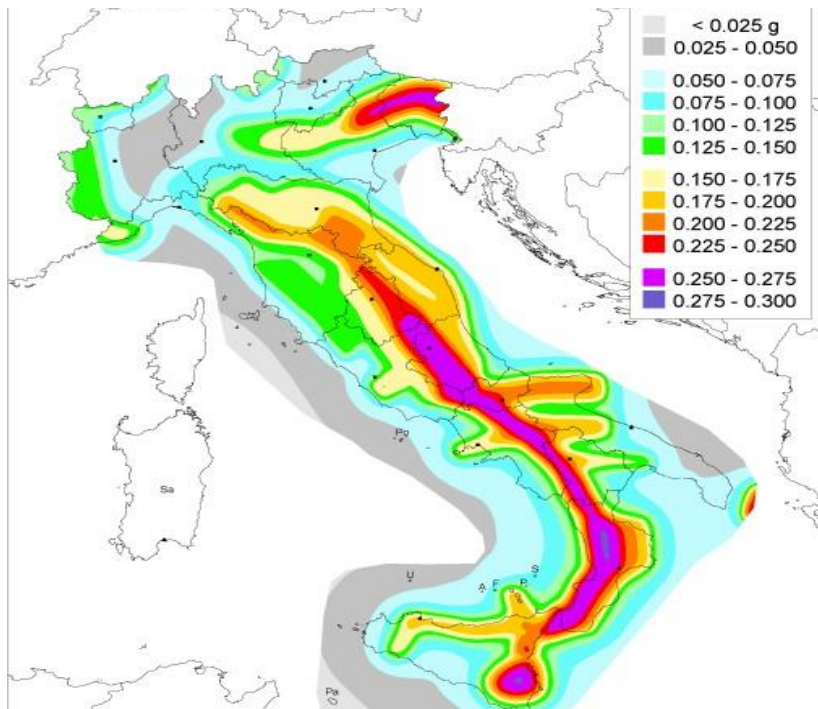 < 0.025 g
0.025 - 0.050
0.050 - 0.075
0.075 - 0.100
0.100 - 0.125
0.125 - 0.150
0.150 - 0.175
0.175 - 0.200
0.200 - 0.225
0.225 - 0.250
0.250 - 0.275
0.275 - 0.300
Po
Sa
U
A
F
P
S
Pa